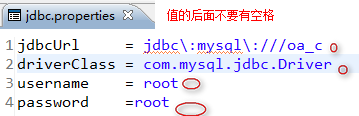 jdbc.properties
值的后面不要有空格
1 jdbcUrl = jdbc\:mysql\:///oa_c
2 driverClass = com.mysql.jdbc.Driver
3 username = root
4 password =root